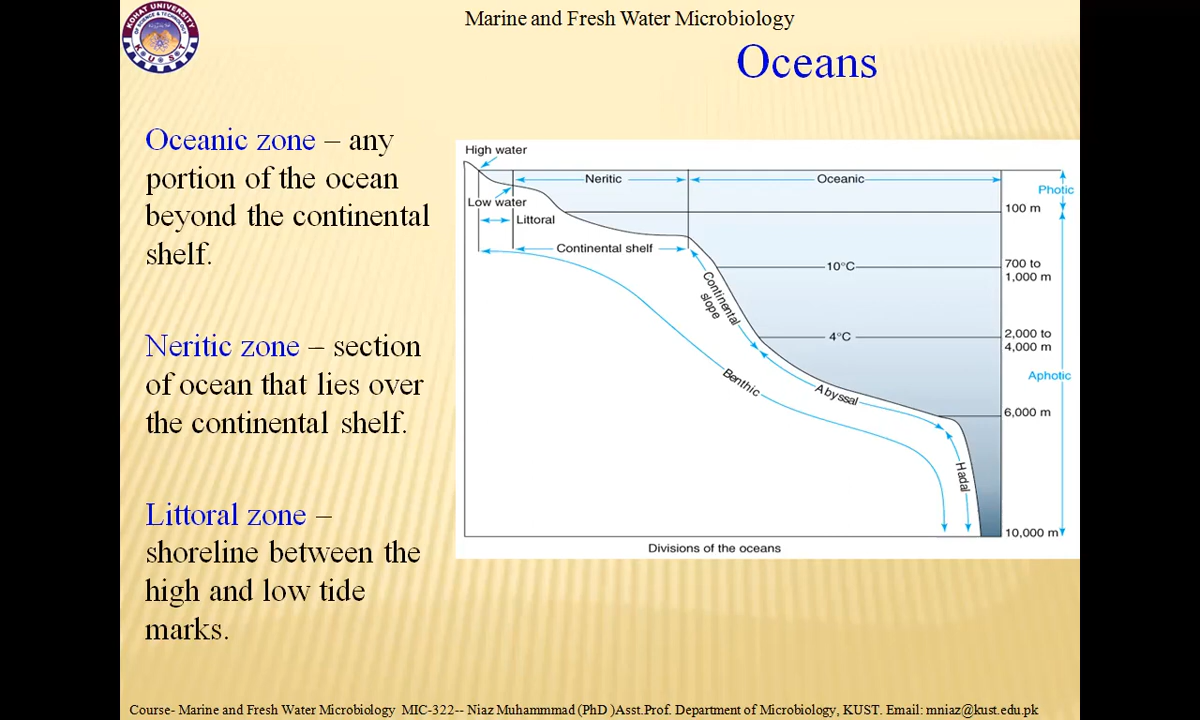 Marine and Fresh Water Microbiology
Oceans
KOHAT UNIVERSITY
OF SCIENCE & TECHNOLOGY
K U S T
Oceanic zone – any
portion of the ocean
beyond the continental
shelf.
Neritic zone – section
of ocean that lies over
the continental shelf.
Littoral zone –
shoreline between the
high and low tide
marks.
High water
Neritic
Oceanic
Photic
Low water
100 m
Littoral
Continental shelf
10°C
700 to
1,000 m
Continental
slope
4°C
2,000 to
4,000 m
Aphotic
Benthic
Abyssal
6,000 m
Hadal
10,000 m
Divisions of the oceans
Course- Marine and Fresh Water Microbiology MIC-322-- Niaz Muhammmad (PhD )Asst.Prof. Department of Microbiology, KUST. Email: mniaz@kust.edu.pk